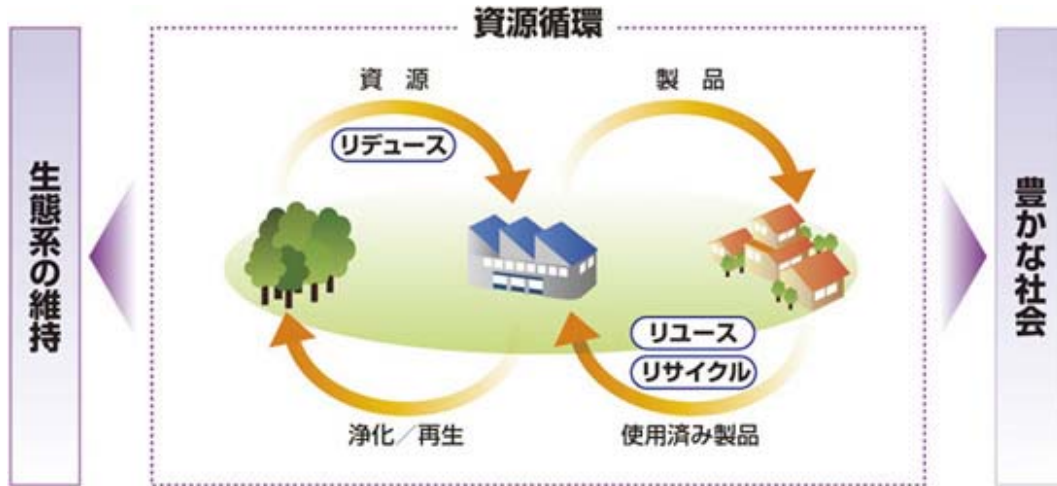 資源循環
資 源
製 品
リデュース
生態系の維持
豊かな社会
リユース
リサイクル
浄化／再生
使用済み製品